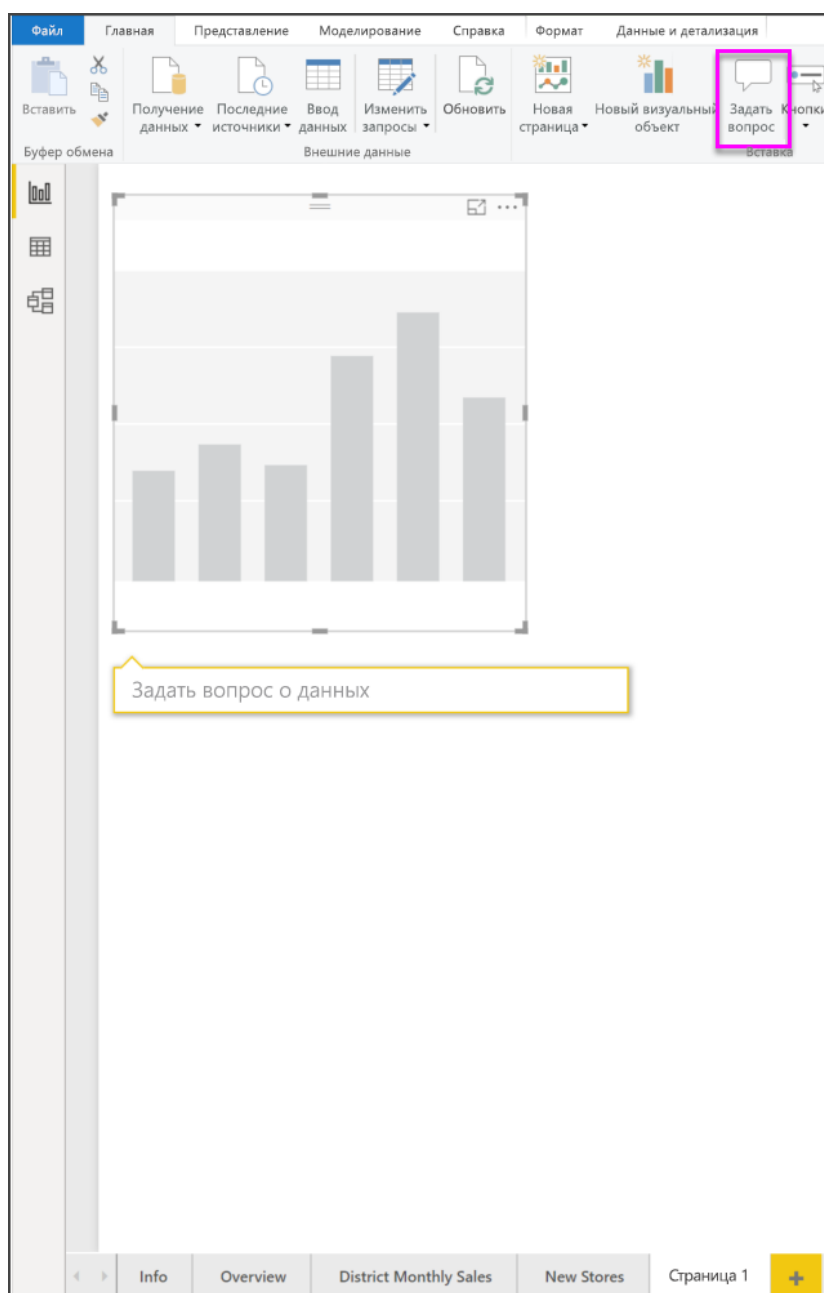 Файл Главная Представление Моделирование Справка Формат Данные и детализация
Вставить Получение Последние Ввод Изменить Обновить Новая Новый визуальный Задать Кнопки
данных источники данных запросы страница объект вопрос
Буфер обмена Внешние данные Вставка
Задать вопрос о данных
Info Overview District Monthly Sales New Stores Страница 1